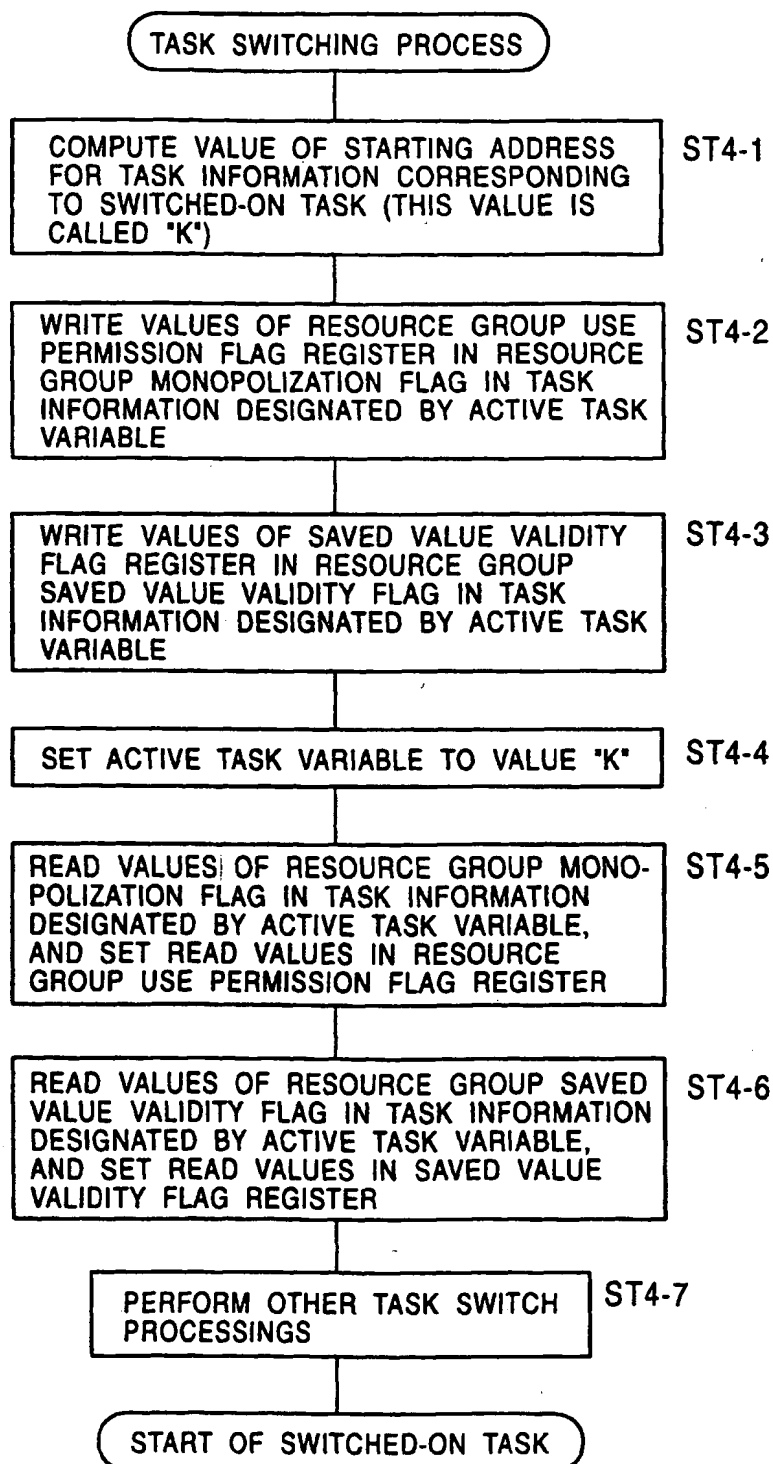 TASK SWITCHING PROCESS
COMPUTE VALUE OF STARTING ADDRESS
FOR TASK INFORMATION CORRESPONDING
TO SWITCHED-ON TASK (THIS VALUE IS
CALLED "K")
ST4-1
WRITE VALUES OF RESOURCE GROUP USE
PERMISSION FLAG REGISTER IN RESOURCE
GROUP MONOPOLIZATION FLAG IN TASK
INFORMATION DESIGNATED BY ACTIVE TASK
VARIABLE
ST4-2
WRITE VALUES OF SAVED VALUE VALIDITY
FLAG REGISTER IN RESOURCE GROUP
SAVED VALUE VALIDITY FLAG IN TASK
INFORMATION DESIGNATED BY ACTIVE TASK
VARIABLE
ST4-3
SET ACTIVE TASK VARIABLE TO VALUE "K"
ST4-4
READ VALUES OF RESOURCE GROUP MONO-
POLIZATION FLAG IN TASK INFORMATION
DESIGNATED BY ACTIVE TASK VARIABLE,
AND SET READ VALUES IN RESOURCE
GROUP USE PERMISSION FLAG REGISTER
ST4-5
READ VALUES OF RESOURCE GROUP SAVED
VALUE VALIDITY FLAG IN TASK INFORMATION
DESIGNATED BY ACTIVE TASK VARIABLE,
AND SET READ VALUES IN SAVED VALUE
VALIDITY FLAG REGISTER
ST4-6
PERFORM OTHER TASK SWITCH
PROCESSINGS
ST4-7
START OF SWITCHED-ON TASK